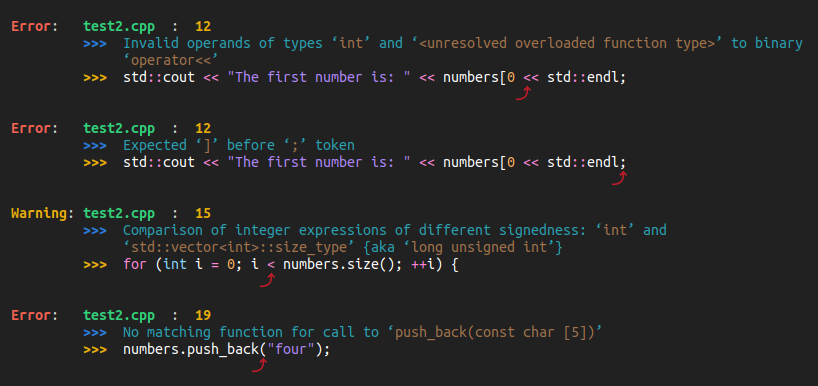 Error:   test2.cpp  :  12
>>>  Invalid operands of types ‘int’ and ‘<unresolved overloaded function type>’ to binary
‘operator<<’
>>>  std::cout << "The first number is: " << numbers[0 << std::endl;
Error:   test2.cpp  :  12
>>>  Expected ‘]’ before ‘;’ token
>>>  std::cout << "The first number is: " << numbers[0 << std::endl;
Warning: test2.cpp  :  15
>>>  Comparison of integer expressions of different signedness: ‘int’ and
‘std::vector<int>::size_type’ {aka ‘long unsigned int’}
>>>  for (int i = 0; i < numbers.size(); ++i) {
Error:   test2.cpp  :  19
>>>  No matching function for call to ‘push_back(const char [5])’
>>>  numbers.push_back("four");